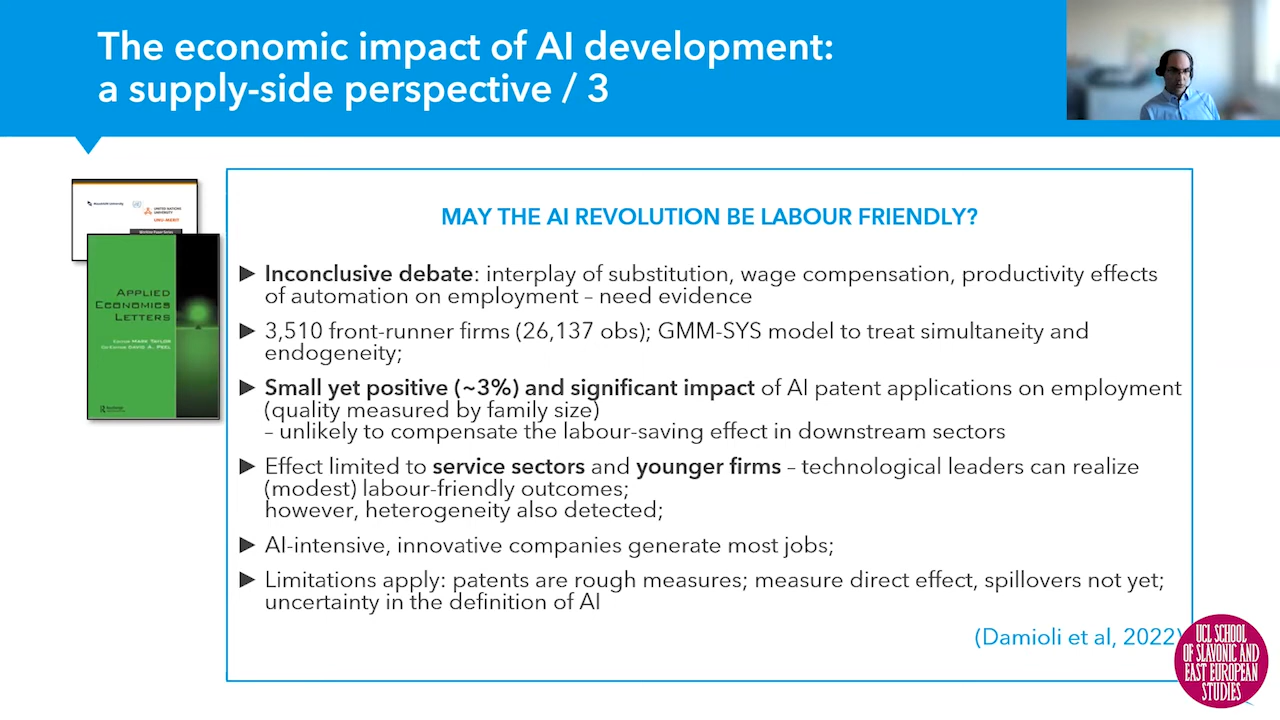 The economic impact of AI development:
a supply-side perspective / 3
UNITED NATIONS
UNIVERSITY
UNU-MERIT
APPLIED
ECONOMICS
LETTERS
MAY THE AI REVOLUTION BE LABOUR FRIENDLY?
► Inconclusive debate: interplay of substitution, wage compensation, productivity effects
of automation on employment – need evidence
► 3,510 front-runner firms (26,137 obs); GMM-SYS model to treat simultaneity and
endogeneity;
► Small yet positive (~3%) and significant impact of AI patent applications on employment
(quality measured by family size)
– unlikely to compensate the labour-saving effect in downstream sectors
► Effect limited to service sectors and younger firms – technological leaders can realize
(modest) labour-friendly outcomes;
however, heterogeneity also detected;
► AI-intensive, innovative companies generate most jobs;
► Limitations apply: patents are rough measures; measure direct effect, spillovers not yet;
uncertainty in the definition of AI
(Damioli et al, 2022)
UCL SCHOOL
OF SLAVONIC AND
EAST EUROPEAN
STUDIES